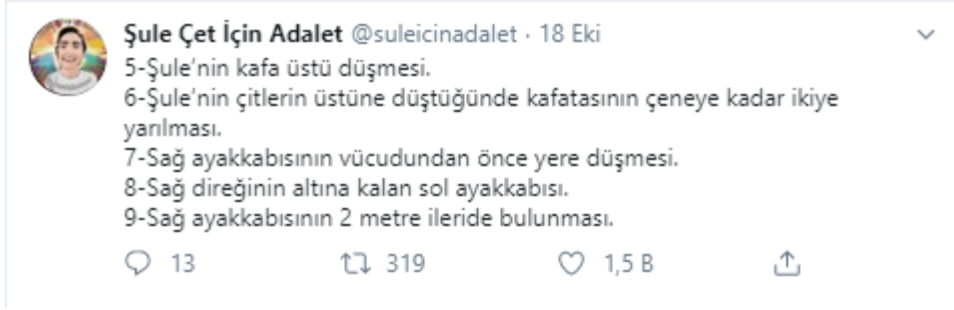 Şule Çet İçin Adalet @suleicinadalet · 18 Eki
5-Şule'nin kafa üstü düşmesi.
6-Şule'nin çitlerin üstüne düştüğünde kafatasının çeneye kadar ikiye
yarılması.
7-Sağ ayakkabısının vücudundan önce yere düşmesi.
8-Sağ direğinin altına kalan sol ayakkabısı.
9-Sağ ayakkabısının 2 metre ileride bulunması.
13 319 1,5 B